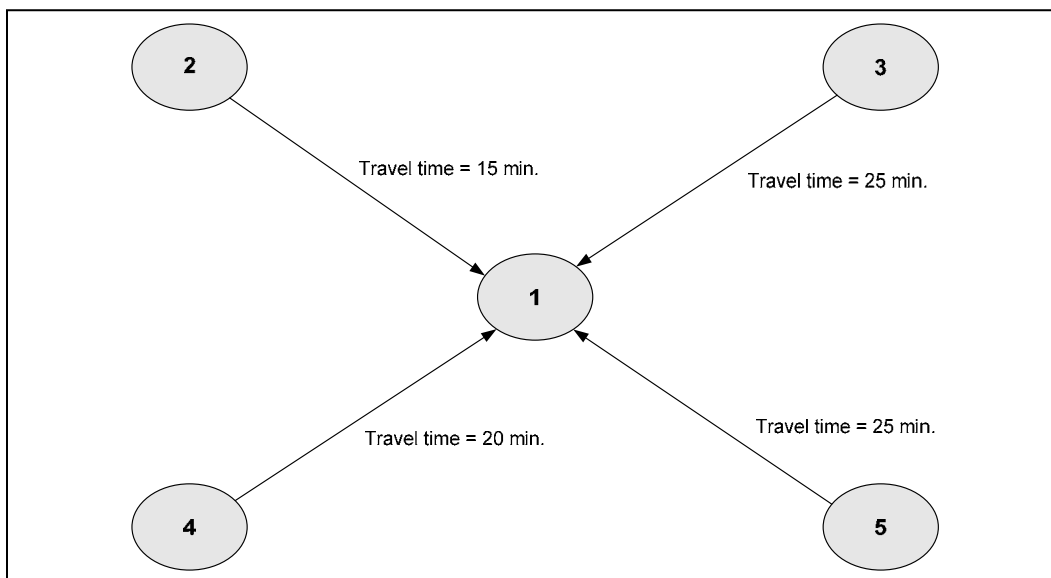 2
3
Travel time = 15 min.
Travel time = 25 min.
1
Travel time = 25 min.
Travel time = 20 min.
4
5